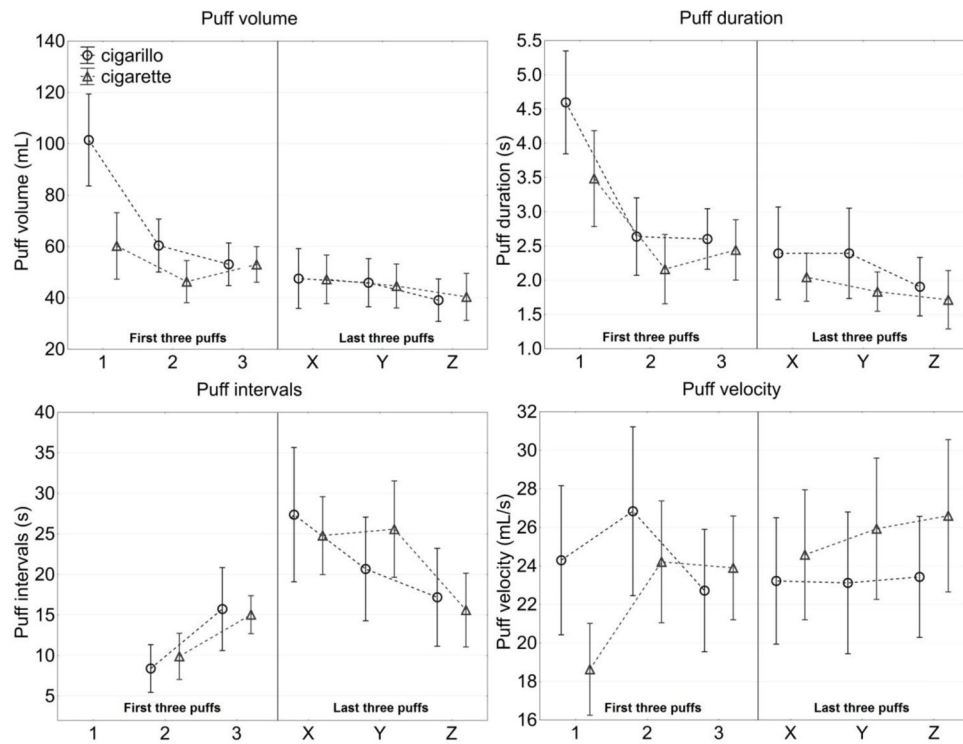 Puff volume
Puff volume (mL)
140
120
100
80
60
40
20
cigarillo
cigarette
First three puffs
Last three puffs
1 2 3 X Y Z
Puff duration
Puff duration (s)
5.5
5.0
4.5
4.0
3.5
3.0
2.5
2.0
1.5
1.0
First three puffs
Last three puffs
1 2 3 X Y Z
Puff intervals
Puff intervals (s)
40
35
30
25
20
15
10
5
First three puffs
Last three puffs
1 2 3 X Y Z
Puff velocity
Puff velocity (mL/s)
32
30
28
26
24
22
20
18
16
First three puffs
Last three puffs
1 2 3 X Y Z